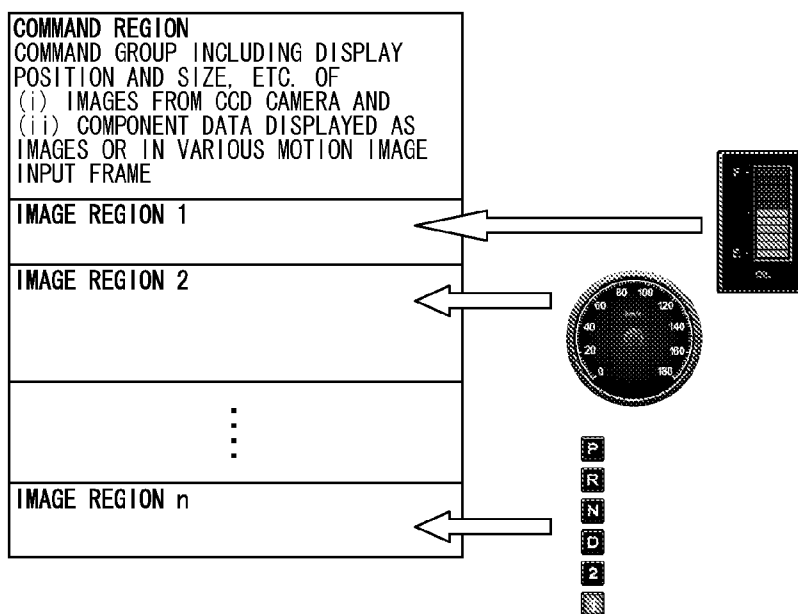 COMMAND REGION
COMMAND GROUP INCLUDING DISPLAY
POSITION AND SIZE, ETC. OF
(i) IMAGES FROM CCD CAMERA AND
(ii) COMPONENT DATA DISPLAYED AS
IMAGES OR IN VARIOUS MOTION IMAGE
INPUT FRAME
IMAGE REGION 1
IMAGE REGION 2
80 100
60 120
40 140
20 160
0 180
P
R
N
D
2
IMAGE REGION n